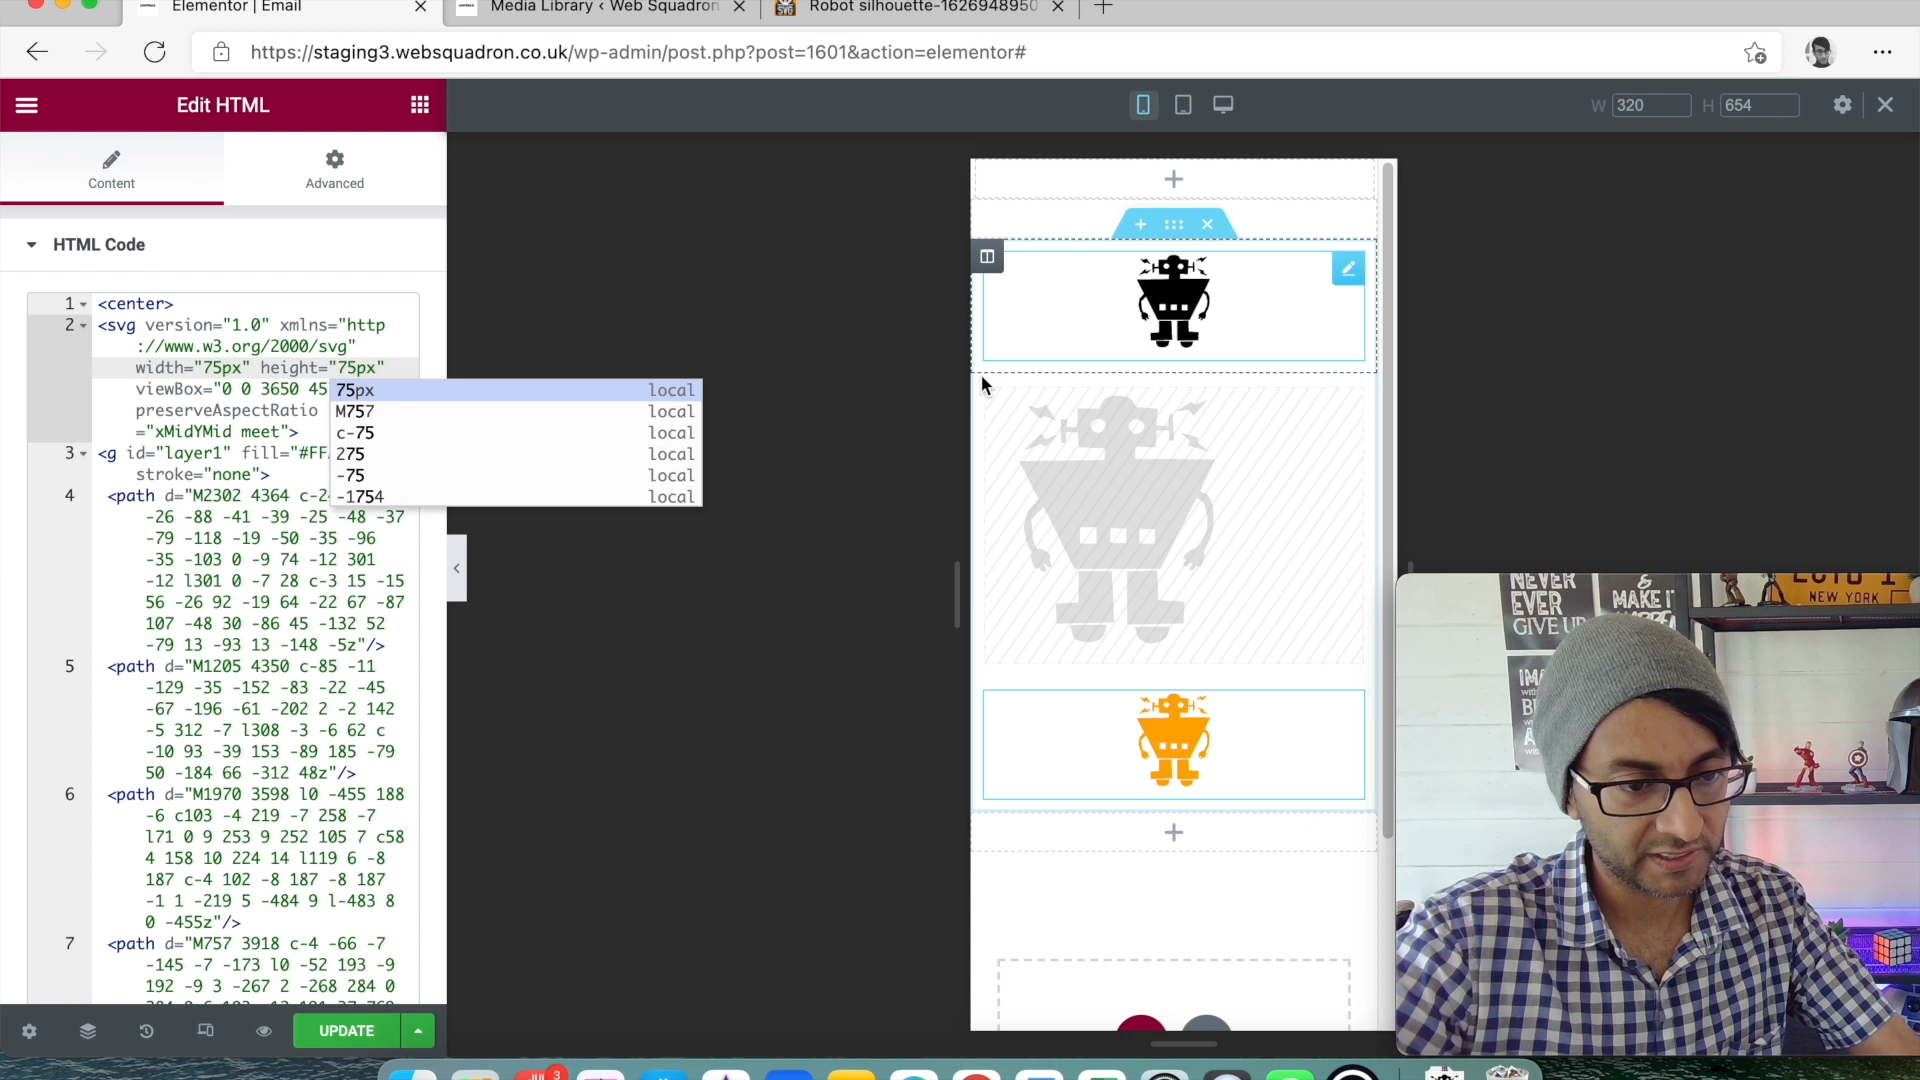 Elementor | Email
Media Library ‹ Web Squadron
Robot silhouette-1626948950
https://staging3.websquadron.co.uk/wp-admin/post.php?post=1601&action=elementor#
Edit HTML
W 320 H 654
Content
Advanced
HTML Code
1 <center>
2 <svg version="1.0" xmlns="http
://www.w3.org/2000/svg"
width="75px" height="75px"
viewBox="0 0 3650 45
preserveAspectRatio
="xMidYMid meet">
3 <g id="layer1" fill="#FF
stroke="none">
4 <path d="M2302 4364 c-2
-26 -88 -41 -39 -25 -48 -37
-79 -118 -19 -50 -35 -96
-35 -103 0 -9 74 -12 301
-12 l301 0 -7 28 c-3 15 -15
56 -26 92 -19 64 -22 67 -87
107 -48 30 -86 45 -132 52
-79 13 -93 13 -148 -5z"/>
5 <path d="M1205 4350 c-85 -11
-129 -35 -152 -83 -22 -45
-67 -196 -61 -202 2 -2 142
-5 312 -7 l308 -3 -6 62 c
-10 93 -39 153 -89 185 -79
50 -184 66 -312 48z"/>
6 <path d="M1970 3598 l0 -455 188
-6 c103 -4 219 -7 258 -7
l71 0 9 253 9 252 105 7 c58
4 158 10 224 14 l119 6 -8
187 c-4 102 -8 187 -8 187
-1 1 -219 5 -484 9 l-483 8
0 -455z"/>
7 <path d="M757 3918 c-4 -66 -7
-145 -7 -173 l0 -52 193 -9
192 -9 3 -267 2 -268 284 0
75px local
M757 local
c-75 local
275 local
-75 local
-1754 local
UPDATE
3
NEVER
EVER
GIVE UP
&
MAKE IT
NEW YORK